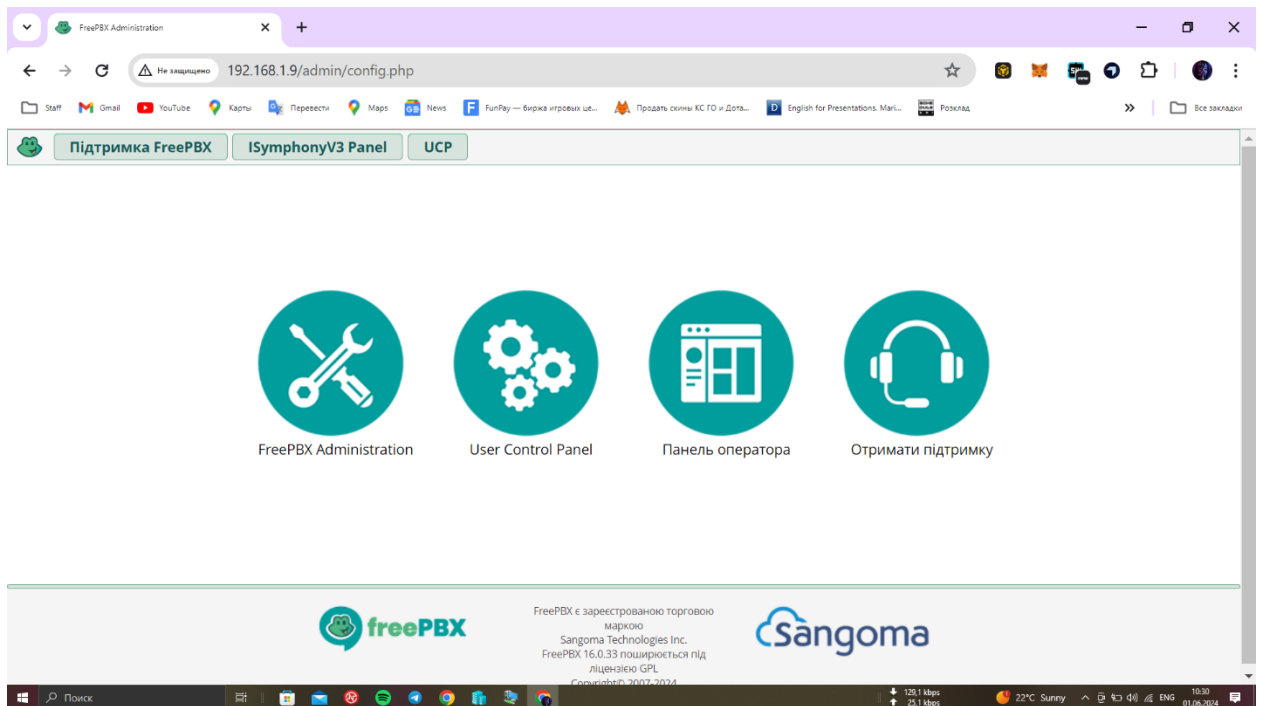 FreePBX Administration
Не защищено 192.168.1.9/admin/config.php
Staff Gmail YouTube Карты Перевести Maps News FunPay — биржа игровых це... Продать скины КС ГО и Дота... English for Presentations. Mari... Розклад Все закладки
Підтримка FreePBX ISymphonyV3 Panel UCP
FreePBX Administration User Control Panel Панель оператора Отримати підтримку
freePBX
FreePBX є зареєстрованою торговою
маркою
Sangoma Technologies Inc.
FreePBX 16.0.33 поширюється під
ліцензією GPL
Copyright© 2007-2024
Sangoma
Поиск
129,1 kbps
25,1 kbps
22°C Sunny
ENG
10:30
01.06.2024